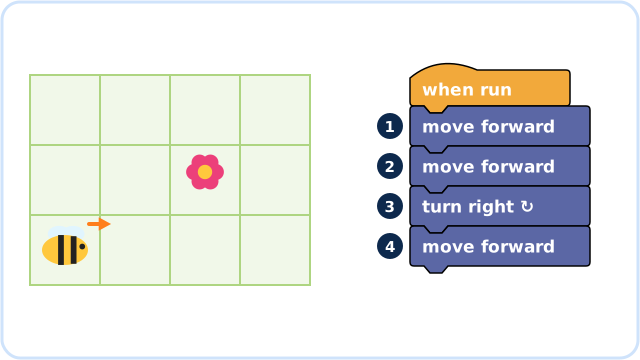 when run
1 move forward
2 move forward
3 turn right ↻
4 move forward